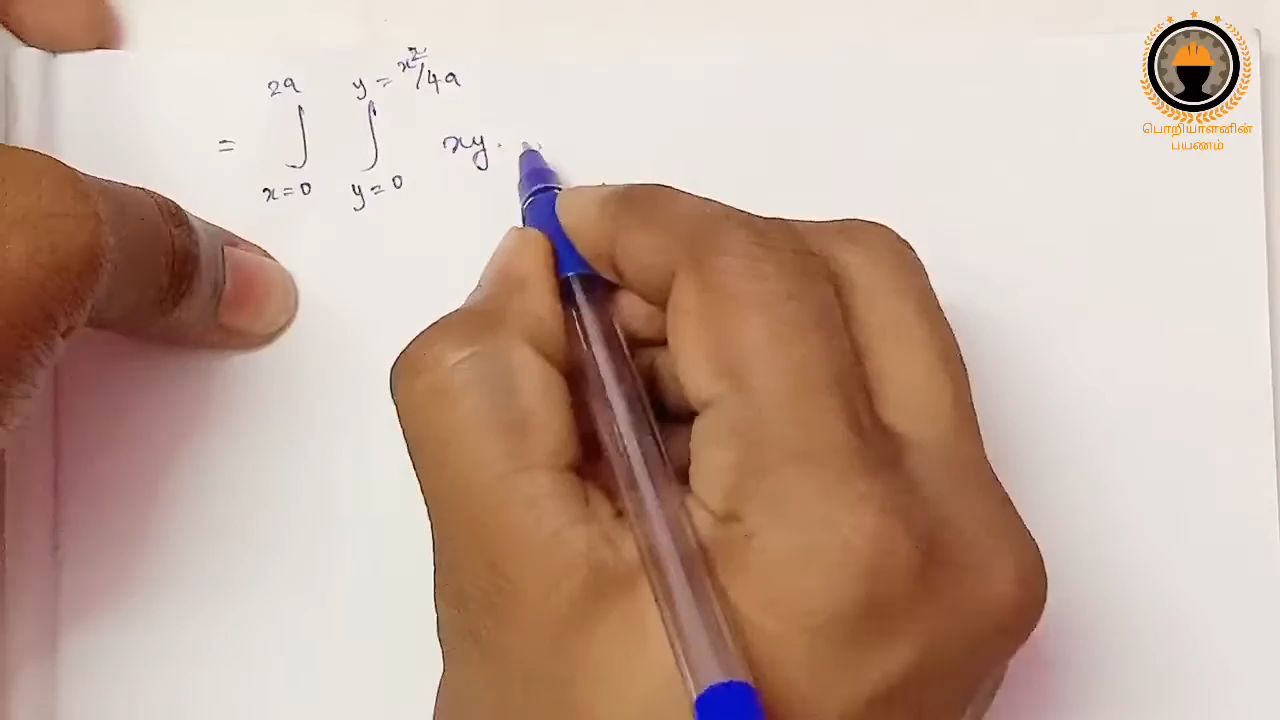 2a y = x²/4a
= ∫ ∫ xy.
x=0 y=0
பொறியாளனின்
பயணம்